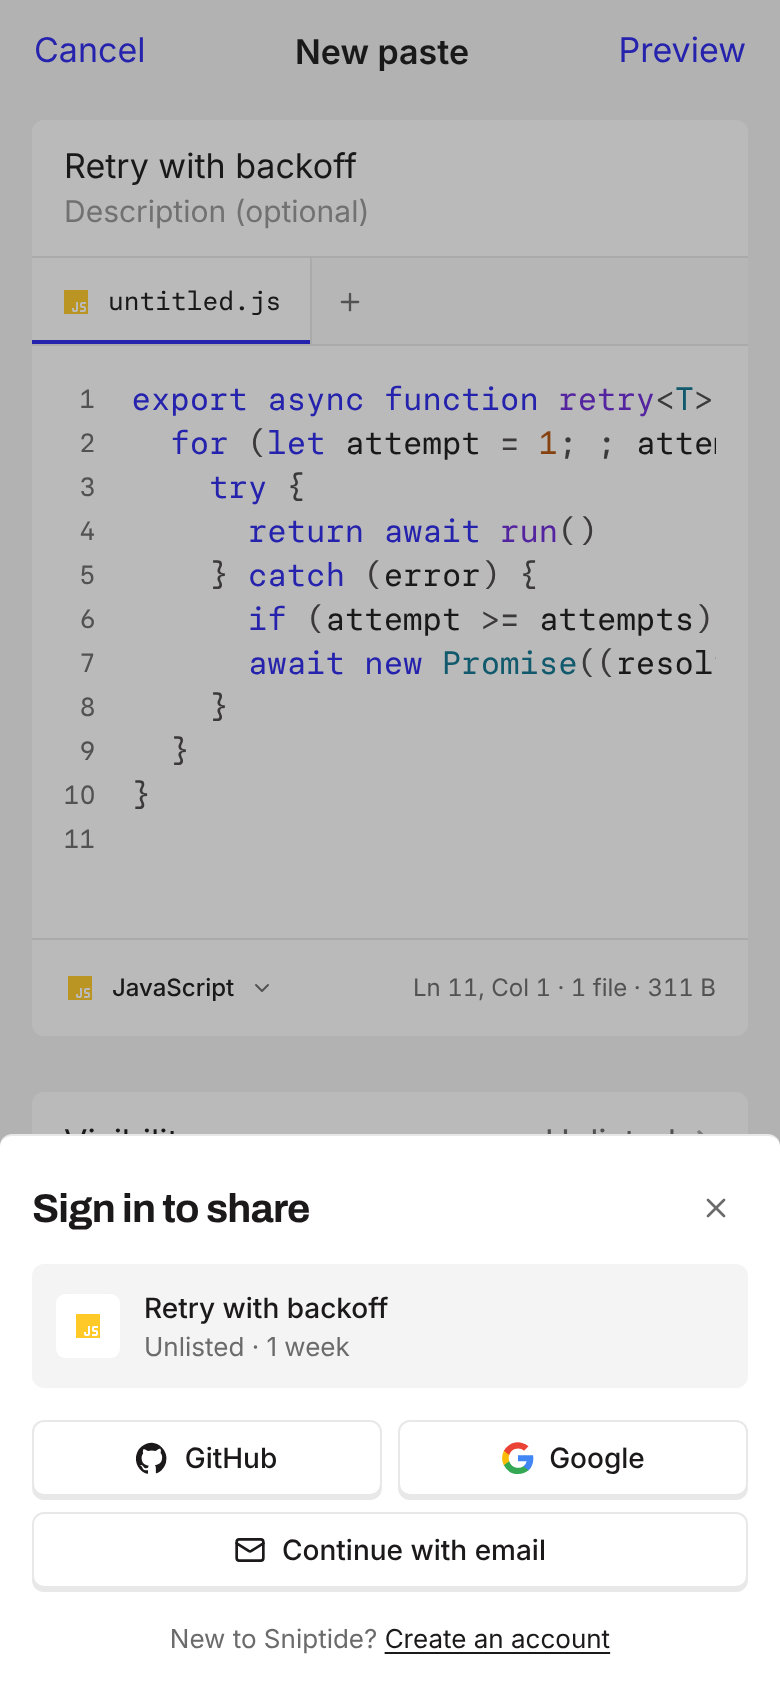 Cancel New paste Preview
Retry with backoff
Description (optional)
JS untitled.js +
1 export async function retry<T>
2 for (let attempt = 1; ; atte
3 try {
4 return await run()
5 } catch (error) {
6 if (attempt >= attempts)
7 await new Promise((resol
8 }
9 }
10 }
11
JS JavaScript Ln 11, Col 1 · 1 file · 311 B
Visibility Unlisted
Sign in to share
JS Retry with backoff
Unlisted · 1 week
GitHub Google
Continue with email
New to Sniptide? Create an account